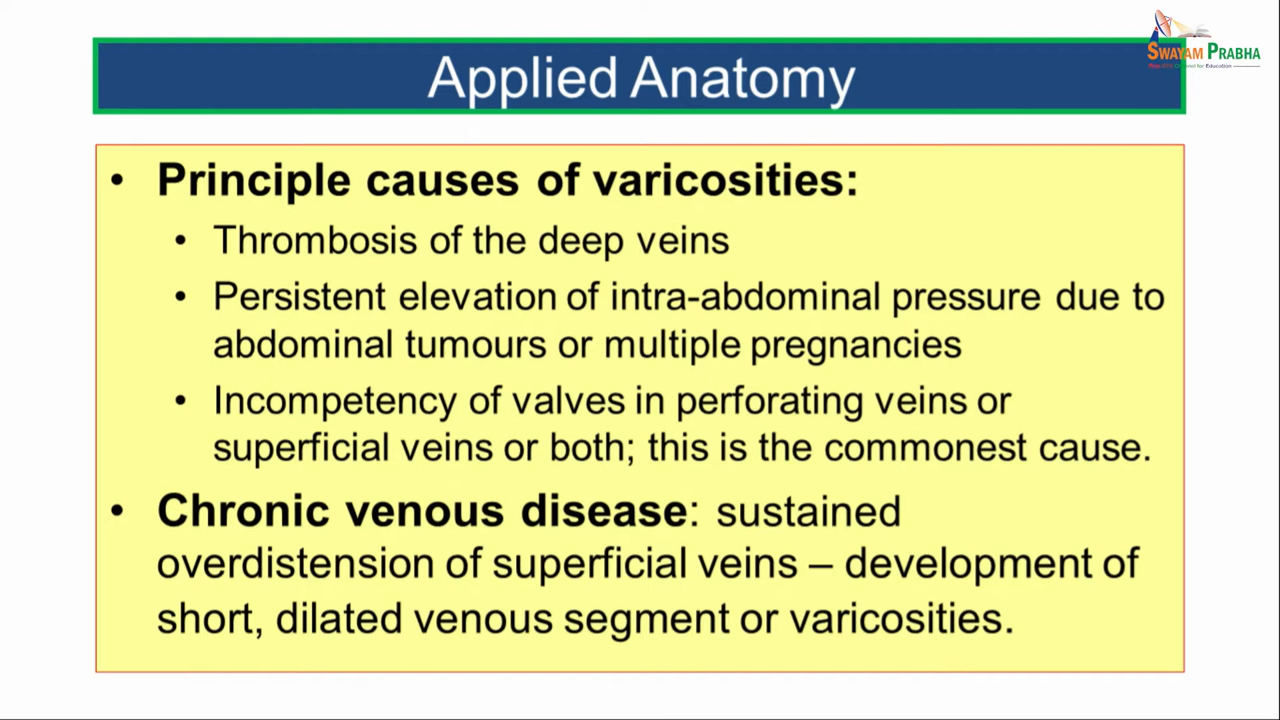 SWAYAM PRABHA
Applied Anatomy
• Principle causes of varicosities:
• Thrombosis of the deep veins
• Persistent elevation of intra-abdominal pressure due to
abdominal tumours or multiple pregnancies
• Incompetency of valves in perforating veins or
superficial veins or both; this is the commonest cause.
• Chronic venous disease: sustained
overdistension of superficial veins – development of
short, dilated venous segment or varicosities.